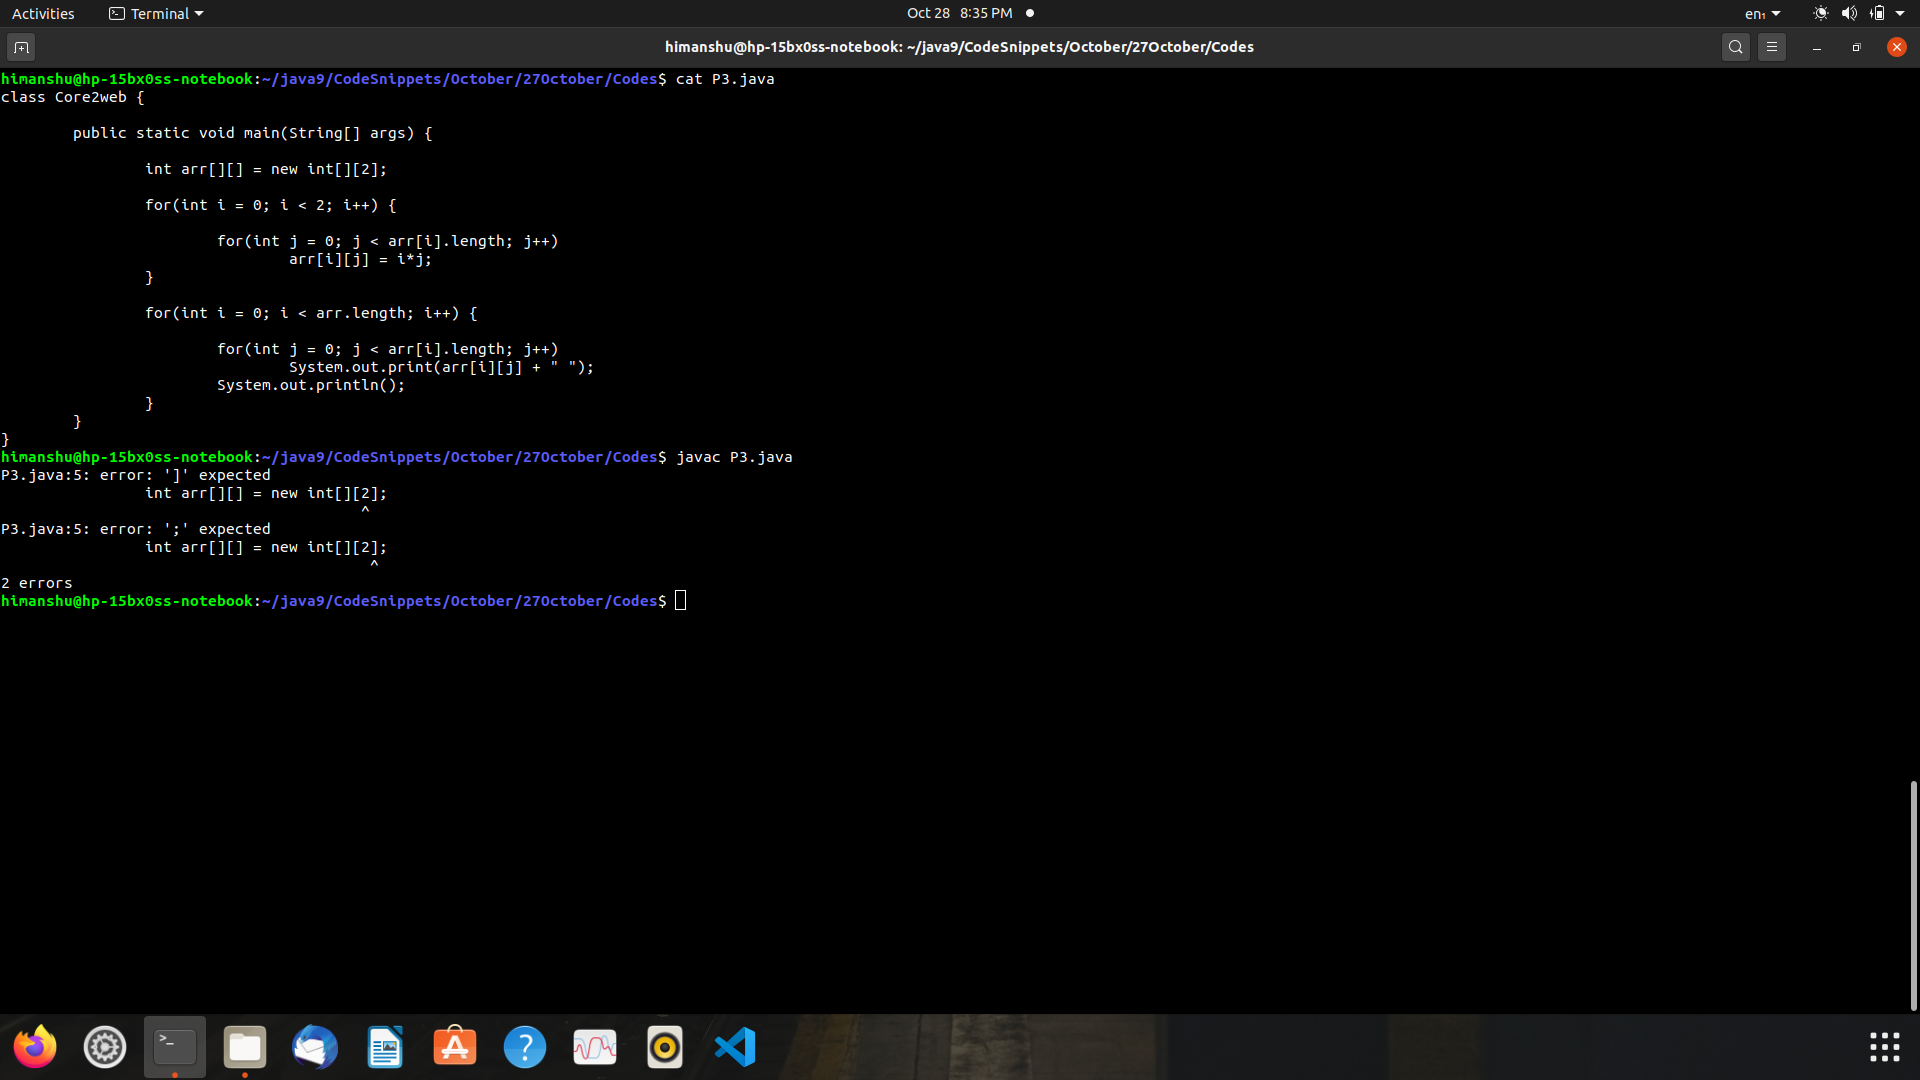 Activities Terminal Oct 28 8:35 PM en₁
himanshu@hp-15bx0ss-notebook: ~/java9/CodeSnippets/October/27October/Codes
himanshu@hp-15bx0ss-notebook:~/java9/CodeSnippets/October/27October/Codes$ cat P3.java
class Core2web {
public static void main(String[] args) {
int arr[][] = new int[][2];
for(int i = 0; i < 2; i++) {
for(int j = 0; j < arr[i].length; j++)
arr[i][j] = i*j;
}
for(int i = 0; i < arr.length; i++) {
for(int j = 0; j < arr[i].length; j++)
System.out.print(arr[i][j] + " ");
System.out.println();
}
}
}
himanshu@hp-15bx0ss-notebook:~/java9/CodeSnippets/October/27October/Codes$ javac P3.java
P3.java:5: error: ']' expected
int arr[][] = new int[][2];
^
P3.java:5: error: ';' expected
int arr[][] = new int[][2];
^
2 errors
himanshu@hp-15bx0ss-notebook:~/java9/CodeSnippets/October/27October/Codes$